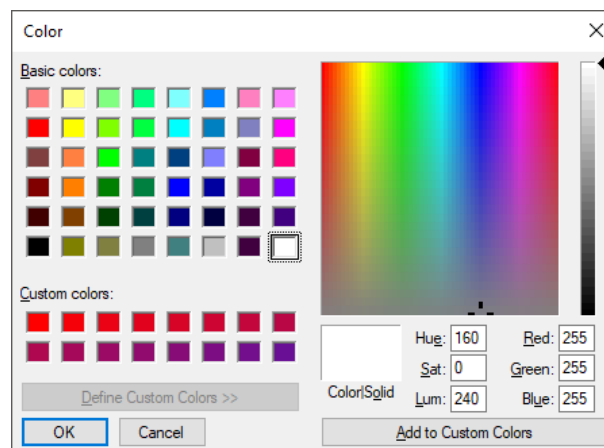 Color
Basic colors:
Custom colors:
Define Custom Colors >>
OK
Cancel
Color|Solid
Hue: 160
Sat: 0
Lum: 240
Red: 255
Green: 255
Blue: 255
Add to Custom Colors